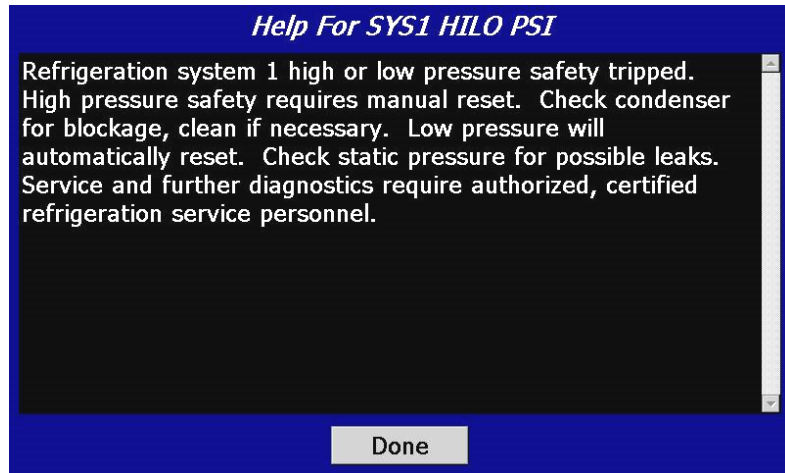 Help For SYS1 HILO PSI
Refrigeration system 1 high or low pressure safety tripped.
High pressure safety requires manual reset.  Check condenser
for blockage, clean if necessary.  Low pressure will
automatically reset.  Check static pressure for possible leaks.
Service and further diagnostics require authorized, certified
refrigeration service personnel.
Done